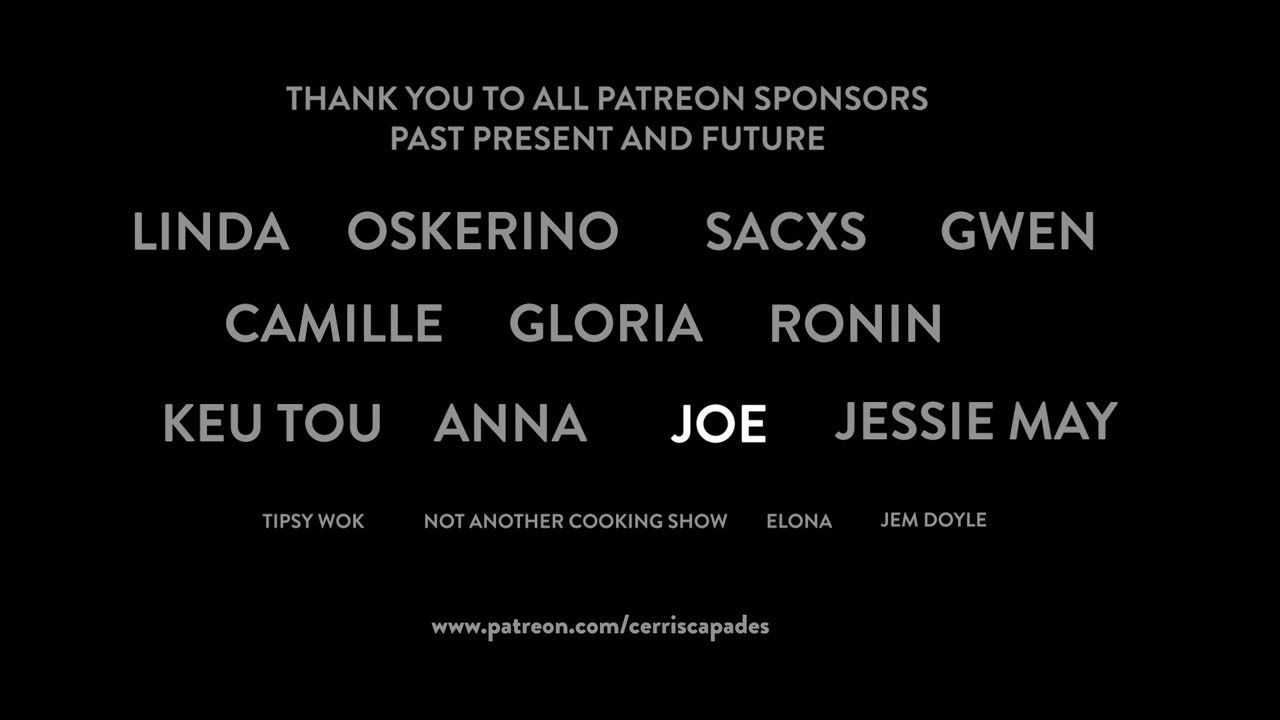 THANK YOU TO ALL PATREON SPONSORS
PAST PRESENT AND FUTURE
LINDA OSKERINO SACXS GWEN
CAMILLE GLORIA RONIN
KEU TOU ANNA JOE JESSIE MAY
TIPSY WOK NOT ANOTHER COOKING SHOW ELONA JEM DOYLE
www.patreon.com/cerriscapades